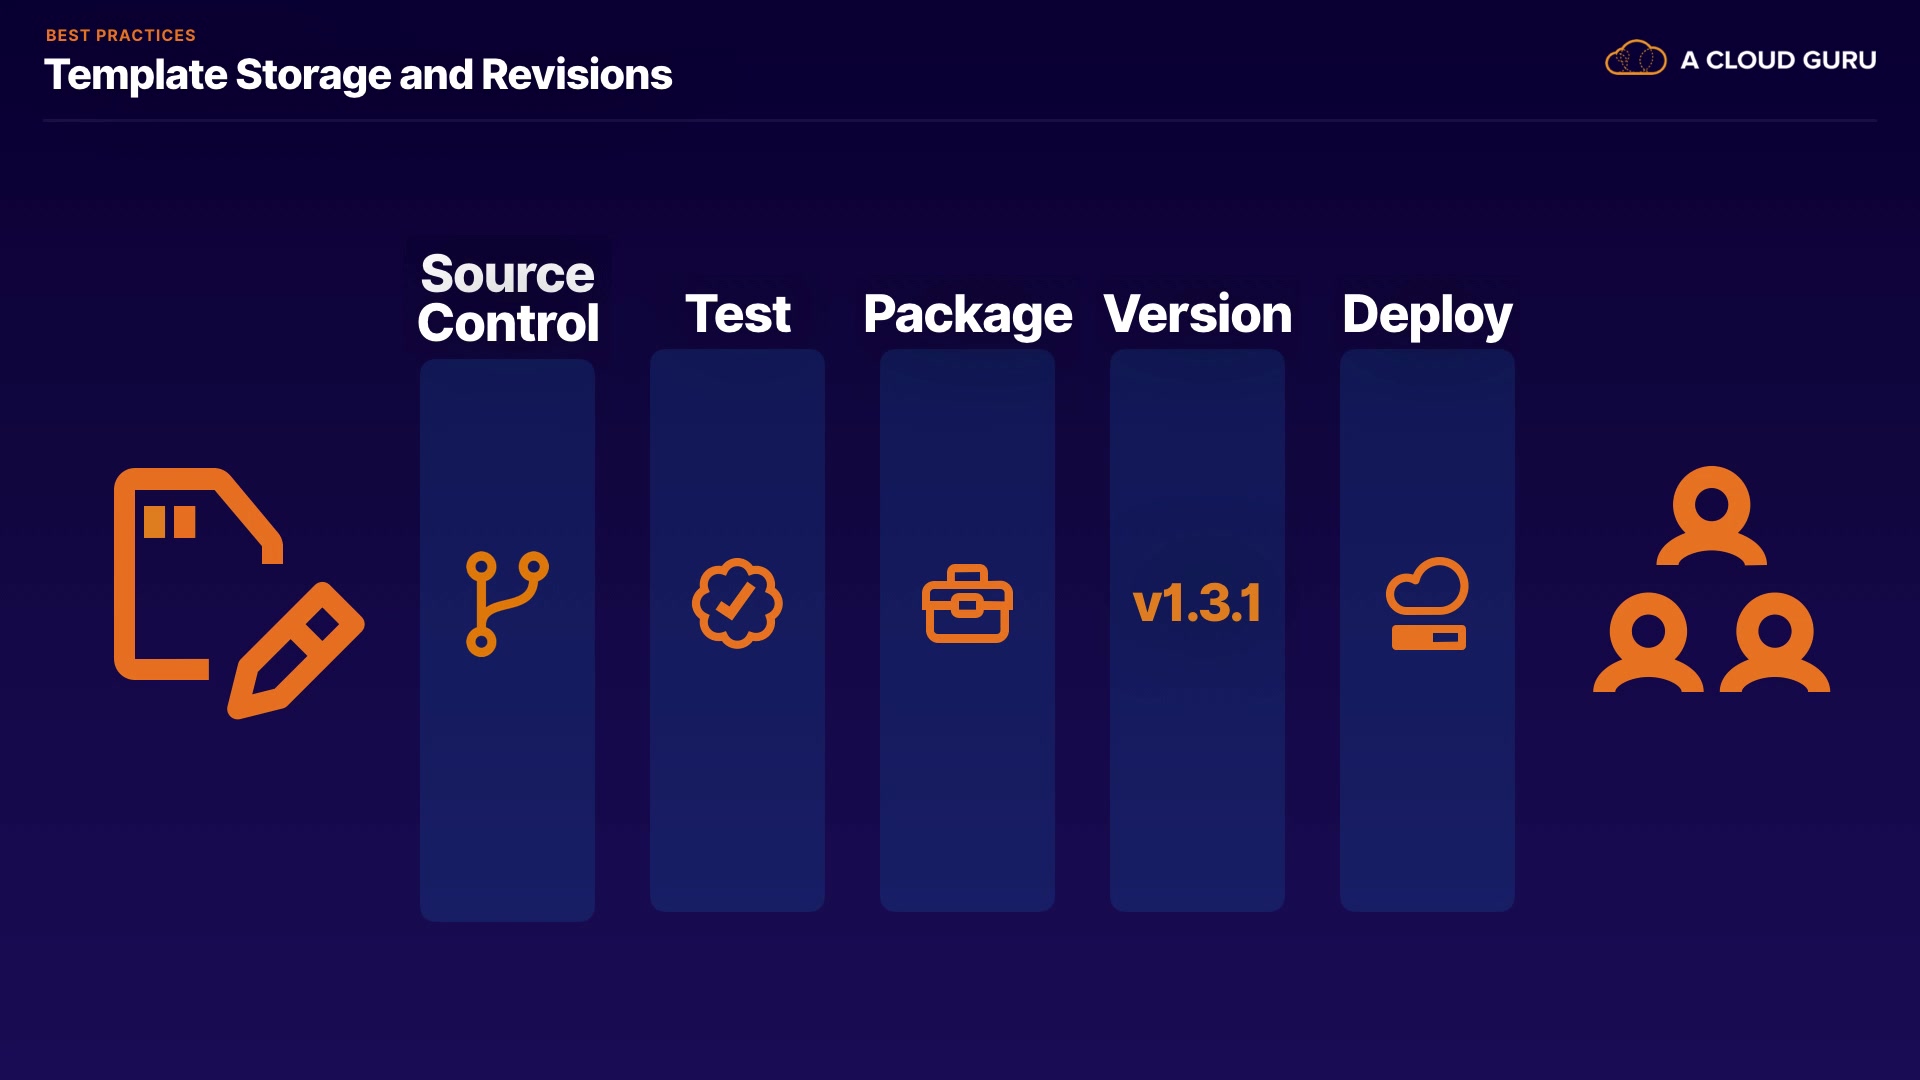 BEST PRACTICES
Template Storage and Revisions
A CLOUD GURU
Source
Control
Test
Package
Version
Deploy
v1.3.1